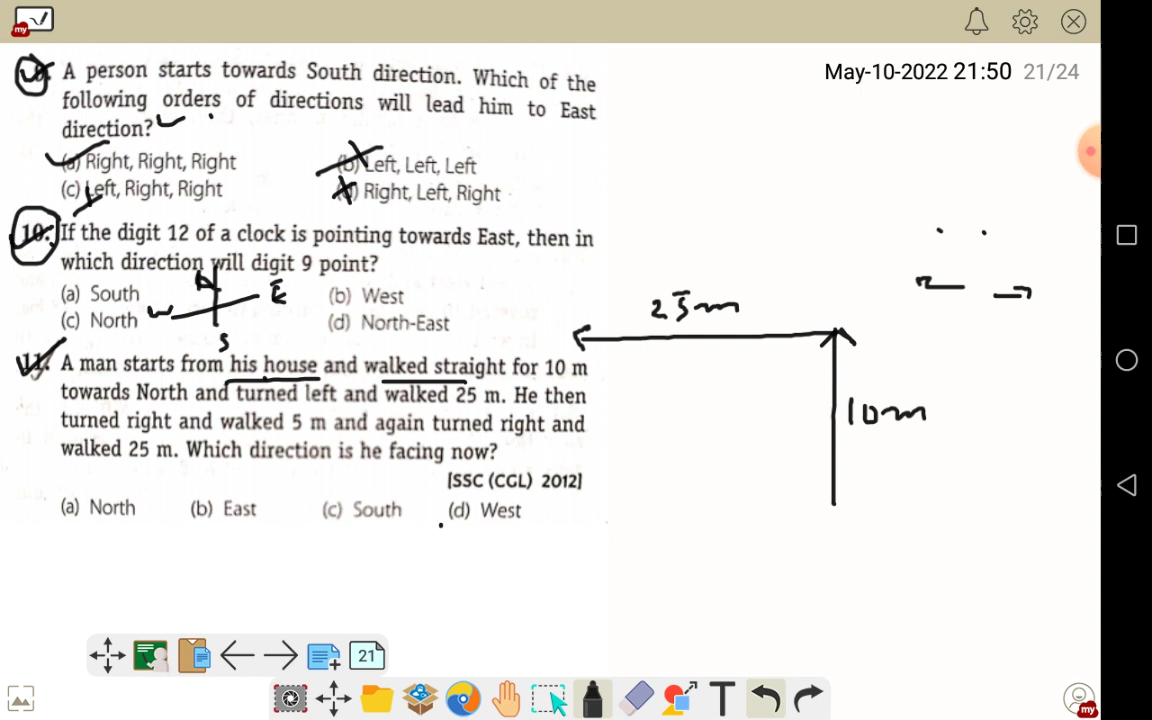 May-10-2022 21:50 21/24
A person starts towards South direction. Which of the
following orders of directions will lead him to East
direction?
(a) Right, Right, Right
(b) Left, Left, Left
(c) Left, Right, Right
(d) Right, Left, Right
10. If the digit 12 of a clock is pointing towards East, then in
which direction will digit 9 point?
(a) South
(b) West
(c) North
(d) North-East
N
E
W
S
11. A man starts from his house and walked straight for 10 m
towards North and turned left and walked 25 m. He then
turned right and walked 5 m and again turned right and
walked 25 m. Which direction is he facing now?
[SSC (CGL) 2012]
(a) North (b) East (c) South (d) West
25m
10m
21
T
my
my